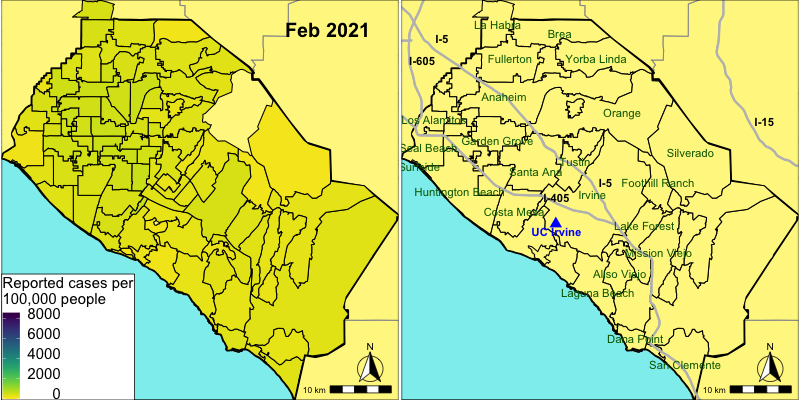 Feb 2021
Reported cases per
100,000 people
8000
6000
4000
2000
0
N
10 km
La Habra
I-5
Brea
I-605
Fullerton
Yorba Linda
Anaheim
Orange
Los Alamitos
I-15
Garden Grove
Seal Beach
Silverado
Sunside
Tustin
Santa Ana
I-5
Foothill Ranch
Huntington Beach
I-405
Irvine
Costa Mesa
UC Irvine
Lake Forest
Mission Viejo
Aliso Viejo
Laguna Beach
Dana Point
San Clemente
N
10 km